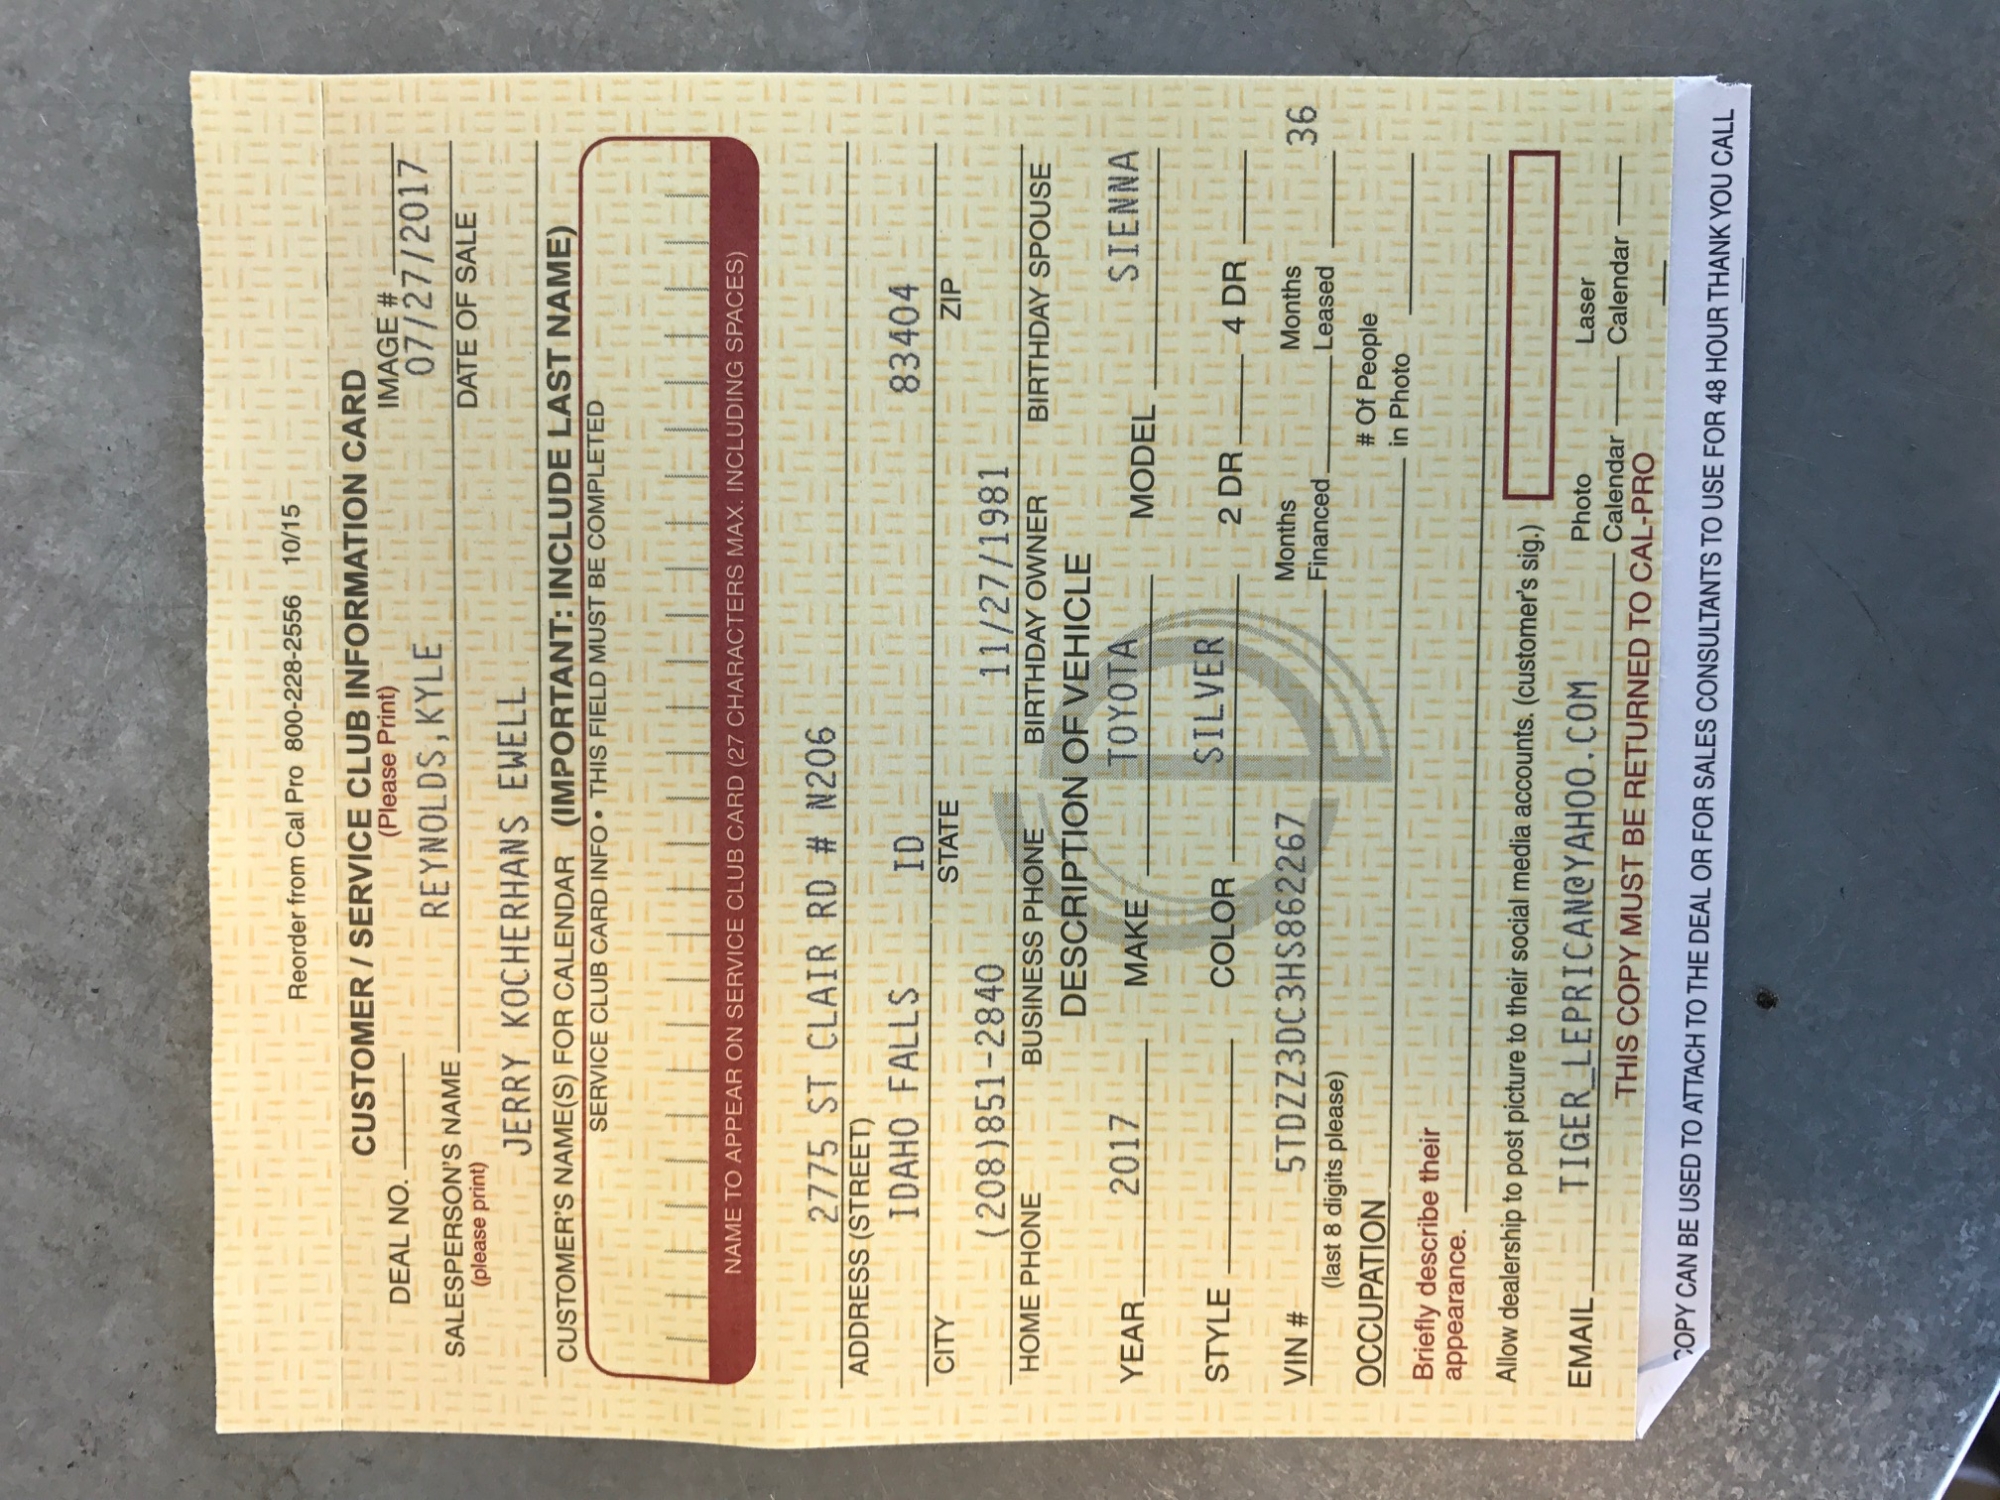 Reorder from Cal Pro 800-228-2556 10/15
CUSTOMER / SERVICE CLUB INFORMATION CARD
(Please Print)
DEAL NO. IMAGE #
REYNOLDS,KYLE 07/27/2017
SALESPERSON'S NAME DATE OF SALE
(please print)
JERRY KOCHERHANS EWELL
CUSTOMER'S NAME(S) FOR CALENDAR (IMPORTANT: INCLUDE LAST NAME)
SERVICE CLUB CARD INFO • THIS FIELD MUST BE COMPLETED
NAME TO APPEAR ON SERVICE CLUB CARD (27 CHARACTERS MAX. INCLUDING SPACES)
2775 ST CLAIR RD # N206
ADDRESS (STREET)
IDAHO FALLS ID 83404
CITY STATE ZIP
(208)851-2840 11/27/1981
HOME PHONE BUSINESS PHONE BIRTHDAY OWNER BIRTHDAY SPOUSE
DESCRIPTION OF VEHICLE
YEAR 2017 MAKE TOYOTA MODEL SIENNA
STYLE COLOR SILVER 2 DR 4 DR
VIN # 5TDZZ3DC3HS862267 Months Financed Months Leased 36
(last 8 digits please)
OCCUPATION # Of People in Photo
Briefly describe their
appearance.
Allow dealership to post picture to their social media accounts. (customer's sig.)
EMAIL TIGER_LEPRICAN@YAHOO.COM Photo Calendar Laser Calendar
THIS COPY MUST BE RETURNED TO CAL-PRO
COPY CAN BE USED TO ATTACH TO THE DEAL OR FOR SALES CONSULTANTS TO USE FOR 48 HOUR THANK YOU CALL